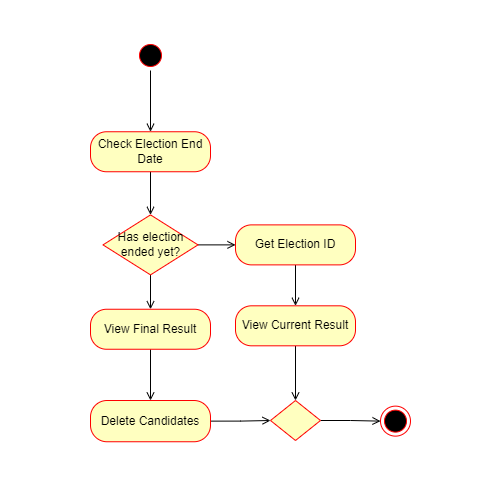 Check Election End
Date
Has election
ended yet?
Get Election ID
View Final Result
View Current Result
Delete Candidates